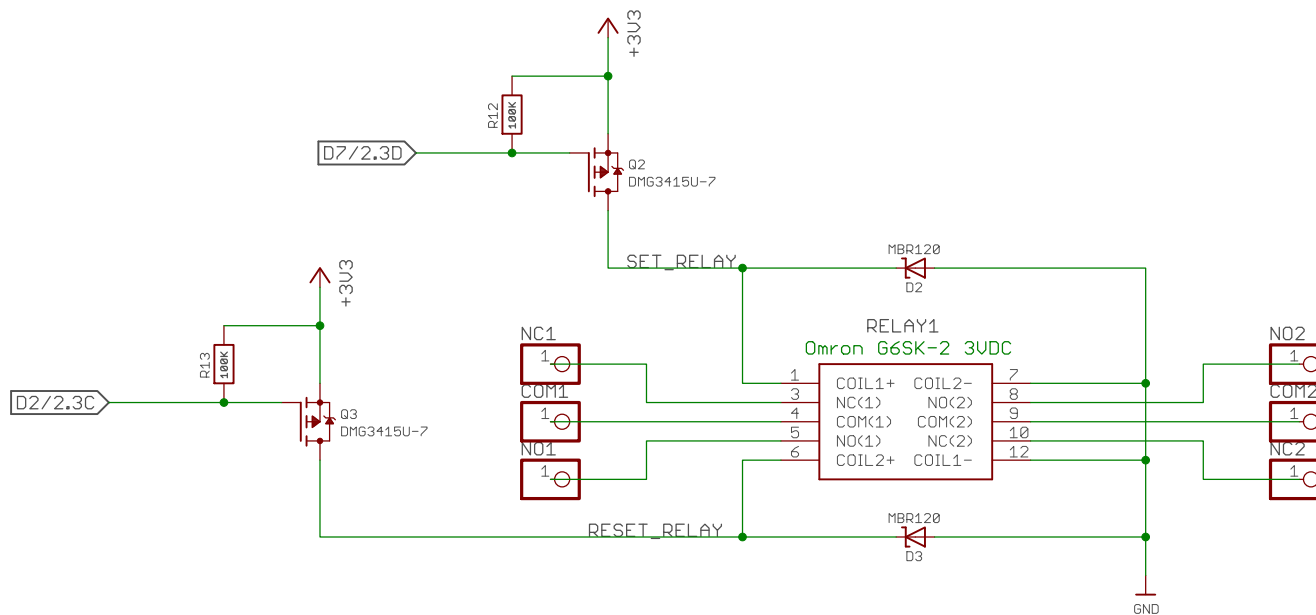 +3V3
R12
100K
D7/2.3D
Q2
DMG3415U-7
+3V3
SET_RELAY
MBR120
D2
R13
100K
RELAY1
Omron G6SK-2 3VDC
NC1
1
NO2
1
D2/2.3C
Q3
DMG3415U-7
COM1
1
COM2
1
NO1
1
NC2
1
1 COIL1+ COIL2- 7
3 NC(1) NO(2) 8
4 COM(1) COM(2) 9
5 NO(1) NC(2) 10
6 COIL2+ COIL1- 12
RESET_RELAY
MBR120
D3
GND